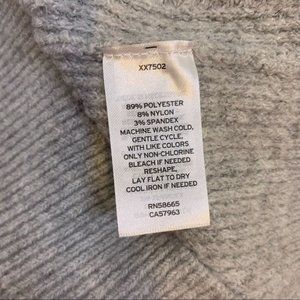 XX7502
89% POLYESTER
8% NYLON
3% SPANDEX
MACHINE WASH COLD,
GENTLE CYCLE,
WITH LIKE COLORS
ONLY NON-CHLORINE
BLEACH IF NEEDED
RESHAPE,
LAY FLAT TO DRY
COOL IRON IF NEEDED
RN58665
CA57963